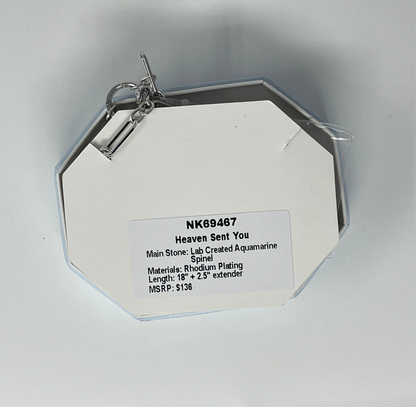 NK69467
Heaven Sent You
Main Stone: Lab Created Aquamarine
Spinel
Materials: Rhodium Plating
Length: 18" + 2.5" extender
MSRP: $136